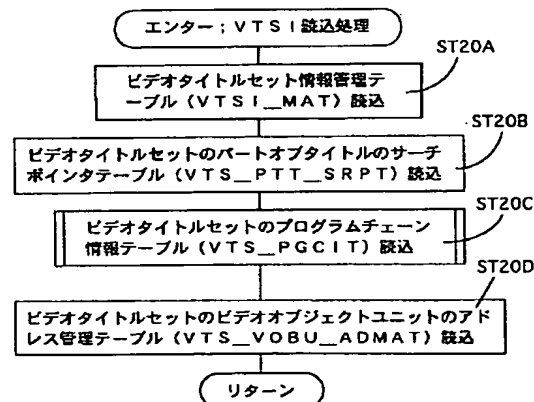 エンター；ＶＴＳＩ読込処理
ST20A
ビデオタイトルセット情報管理テ
ーブル（ＶＴＳＩ＿ＭＡＴ）読込
ST20B
ビデオタイトルセットのパートオブタイトルのサーチ
ポインタテーブル（ＶＴＳ＿ＰＴＴ＿ＳＲＰＴ）読込
ST20C
ビデオタイトルセットのプログラムチェーン
情報テーブル（ＶＴＳ＿ＰＧＣＩＴ）読込
ST20D
ビデオタイトルセットのビデオオブジェクトユニットのアド
レス管理テーブル（ＶＴＳ＿ＶＯＢＵ＿ＡＤＭＡＴ）読込
リターン